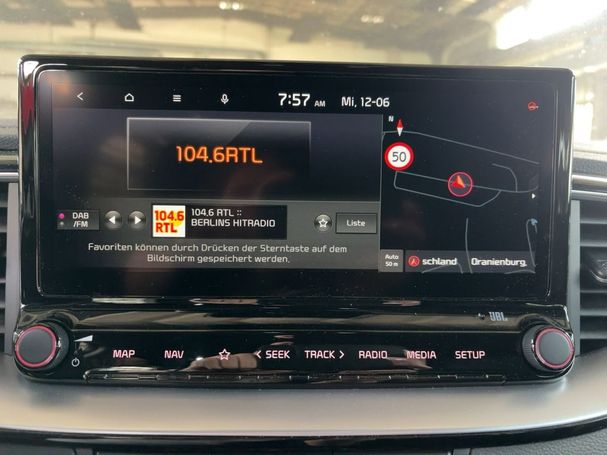 7:57 AM Mi, 12-06
N
104.6RTL
50
DAB
/FM
104.6
RTL
104.6 RTL ::
BERLINS HITRADIO
Liste
Favoriten können durch Drücken der Sterntaste auf dem
Bildschirm gespeichert werden.
Auto
50 m
schland
Oranienburg,
JBL
MAP NAV < SEEK TRACK > RADIO MEDIA SETUP